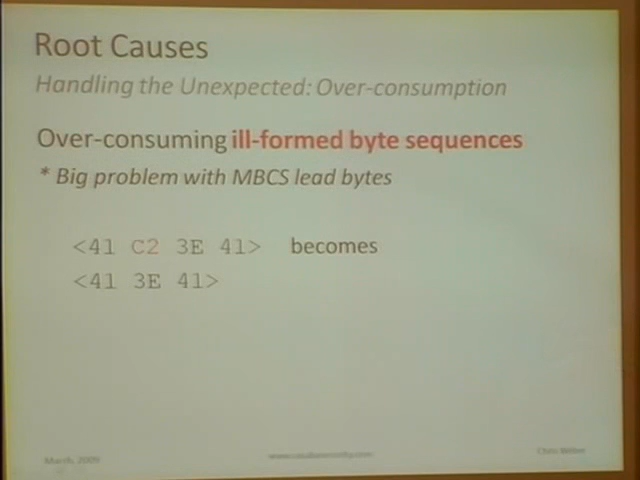 Root Causes
Handling the Unexpected: Over-consumption
Over-consuming ill-formed byte sequences
* Big problem with MBCS lead bytes
<41 C2 3E 41> becomes
<41 3E 41>
March, 2009
Chris Weber